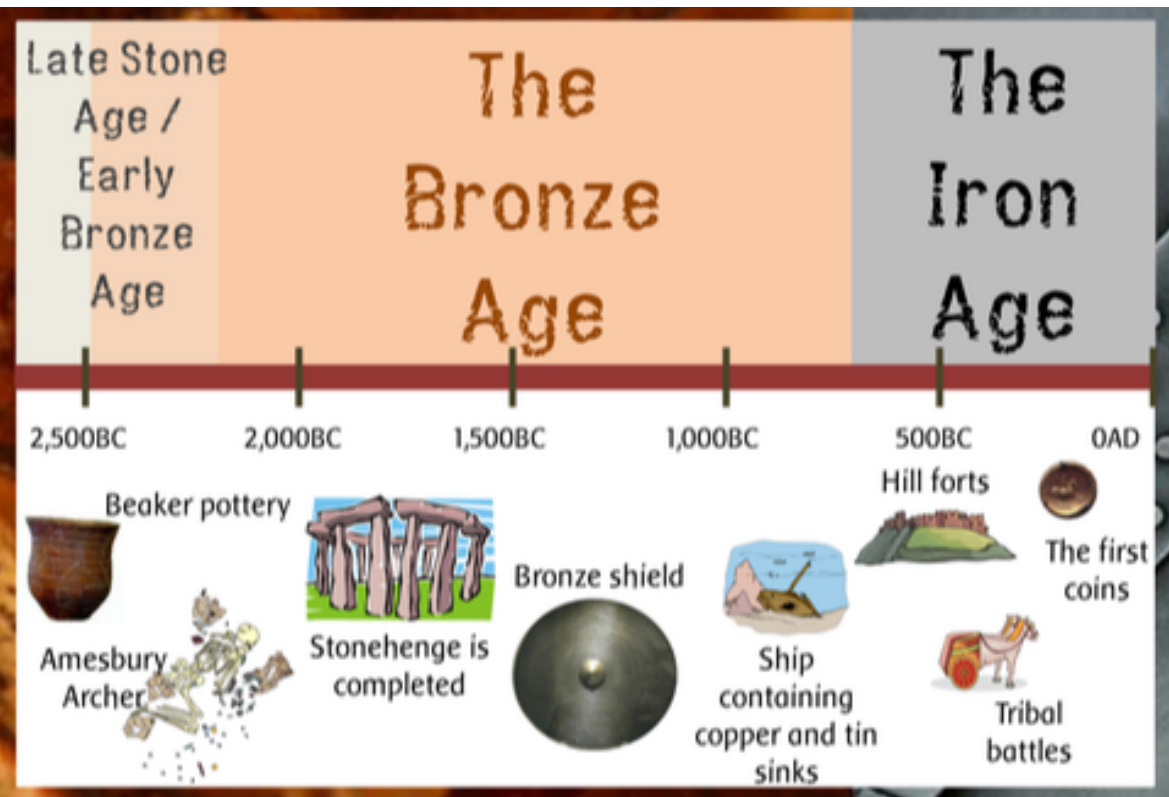 Late Stone
Age /
Early
Bronze
Age
The
Bronze
Age
The
Iron
Age
2,500BC
2,000BC
1,500BC
1,000BC
500BC
0AD
Beaker pottery
Amesbury
Archer
Stonehenge is
completed
Bronze shield
Ship
containing
copper and tin
sinks
Hill forts
The first
coins
Tribal
battles